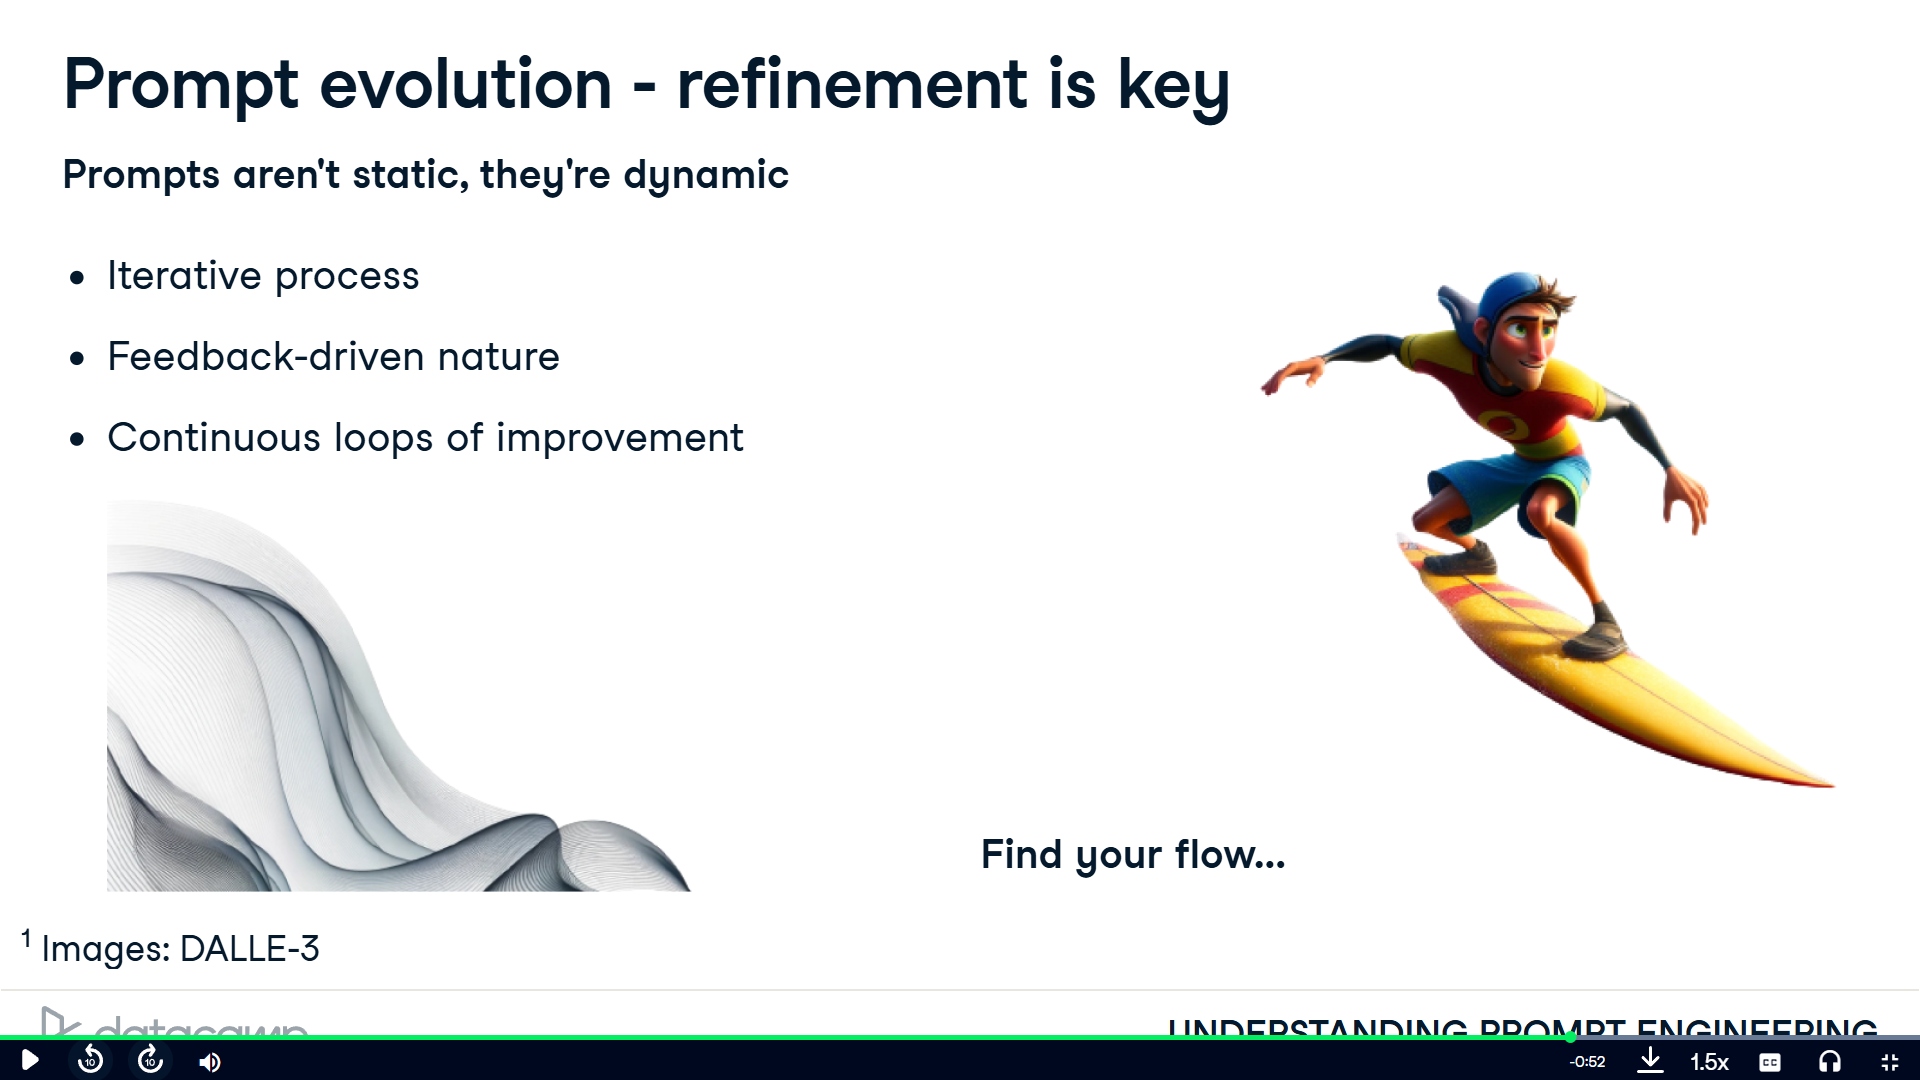 Prompt evolution - refinement is key
Prompts aren't static, they're dynamic
• Iterative process
• Feedback-driven nature
• Continuous loops of improvement
Find your flow...
1 Images: DALLE-3
datacamp
UNDERSTANDING PROMPT ENGINEERING
10
10
-0:52
1.5x
CC